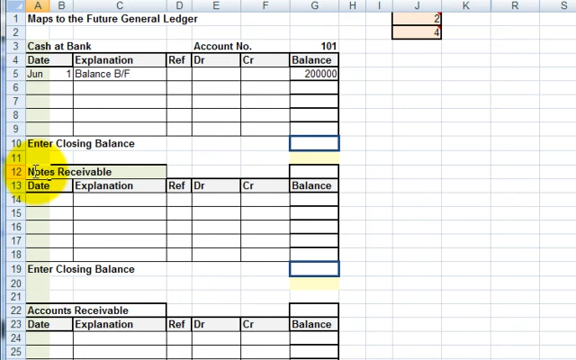 A B C D E F G H I J K Q R S
1 Maps to the Future General Ledger 2
2 4
3 Cash at Bank Account No. 101
4 Date Explanation Ref Dr Cr Balance
5 Jun 1 Balance B/F 200000
6
7
8
9
10 Enter Closing Balance
11
12 Notes Receivable
13 Date Explanation Ref Dr Cr Balance
14
15
16
17
18
19 Enter Closing Balance
20
21
22 Accounts Receivable
23 Date Explanation Ref Dr Cr Balance
24
25